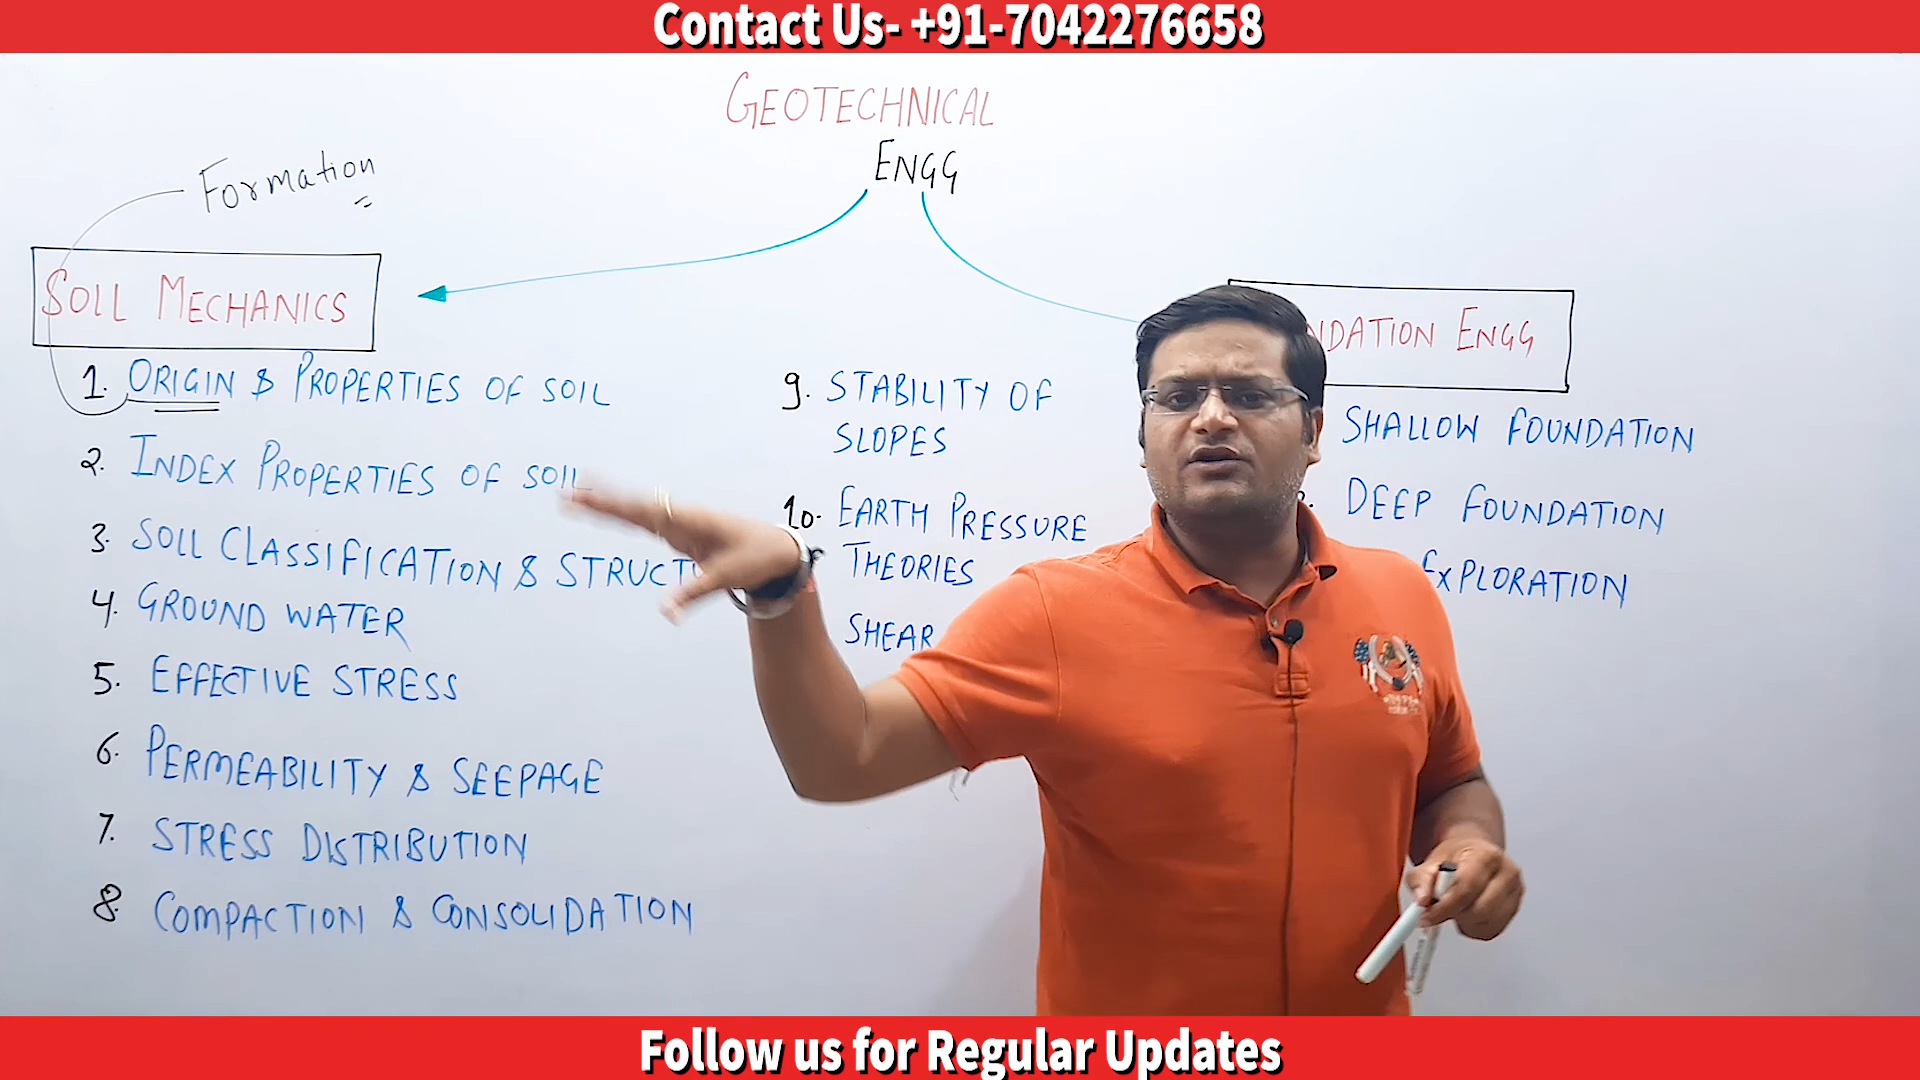 Contact Us- +91-7042276658
GEOTECHNICAL
ENGG
Formation
SOIL MECHANICS
1. ORIGIN & PROPERTIES OF SOIL
2. INDEX PROPERTIES OF SOIL
3. SOIL CLASSIFICATION &
4. GROUND WATER
5. EFFECTIVE STRESS
6. PERMEABILITY & SEEPAGE
7. STRESS DISTRIBUTION
8. COMPACTION & CONSOLIDATION
9. STABILITY OF
SLOPES
10. EARTH PRESSURE
THEORIES
SHEAR
NDATION ENGG
SHALLOW FOUNDATION
DEEP FOUNDATION
EXPLORATION
Follow us for Regular Updates